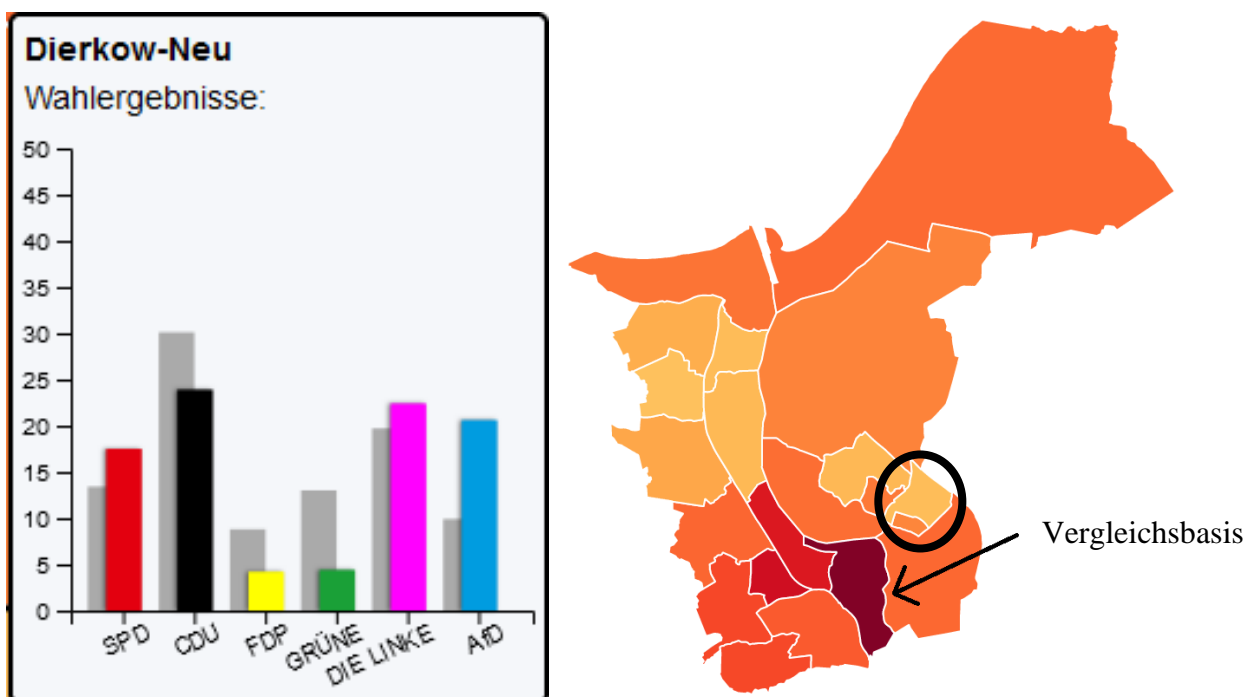 Dierkow-Neu
Wahlergebnisse:
50
45
40
35
30
25
20
15
10
5
0
SPD
CDU
FDP
GRÜNE
DIE LINKE
AfD
Vergleichsbasis